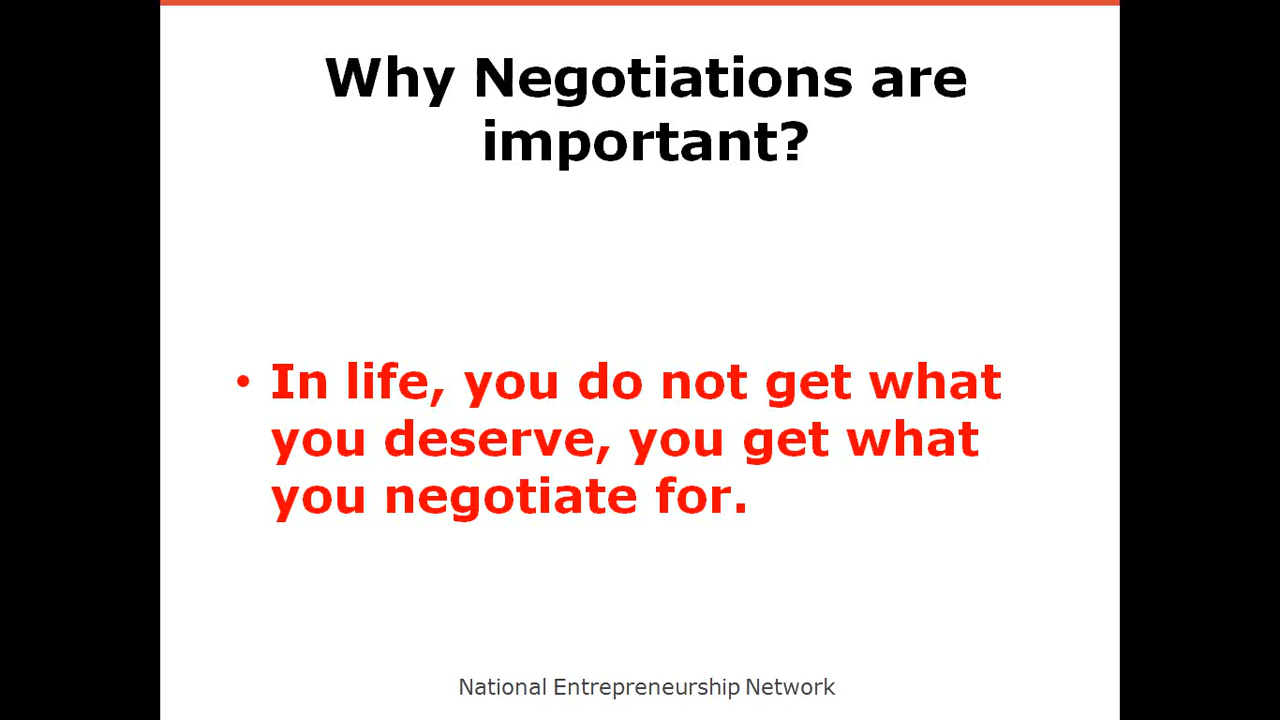 Why Negotiations are
important?
• In life, you do not get what
you deserve, you get what
you negotiate for.
National Entrepreneurship Network